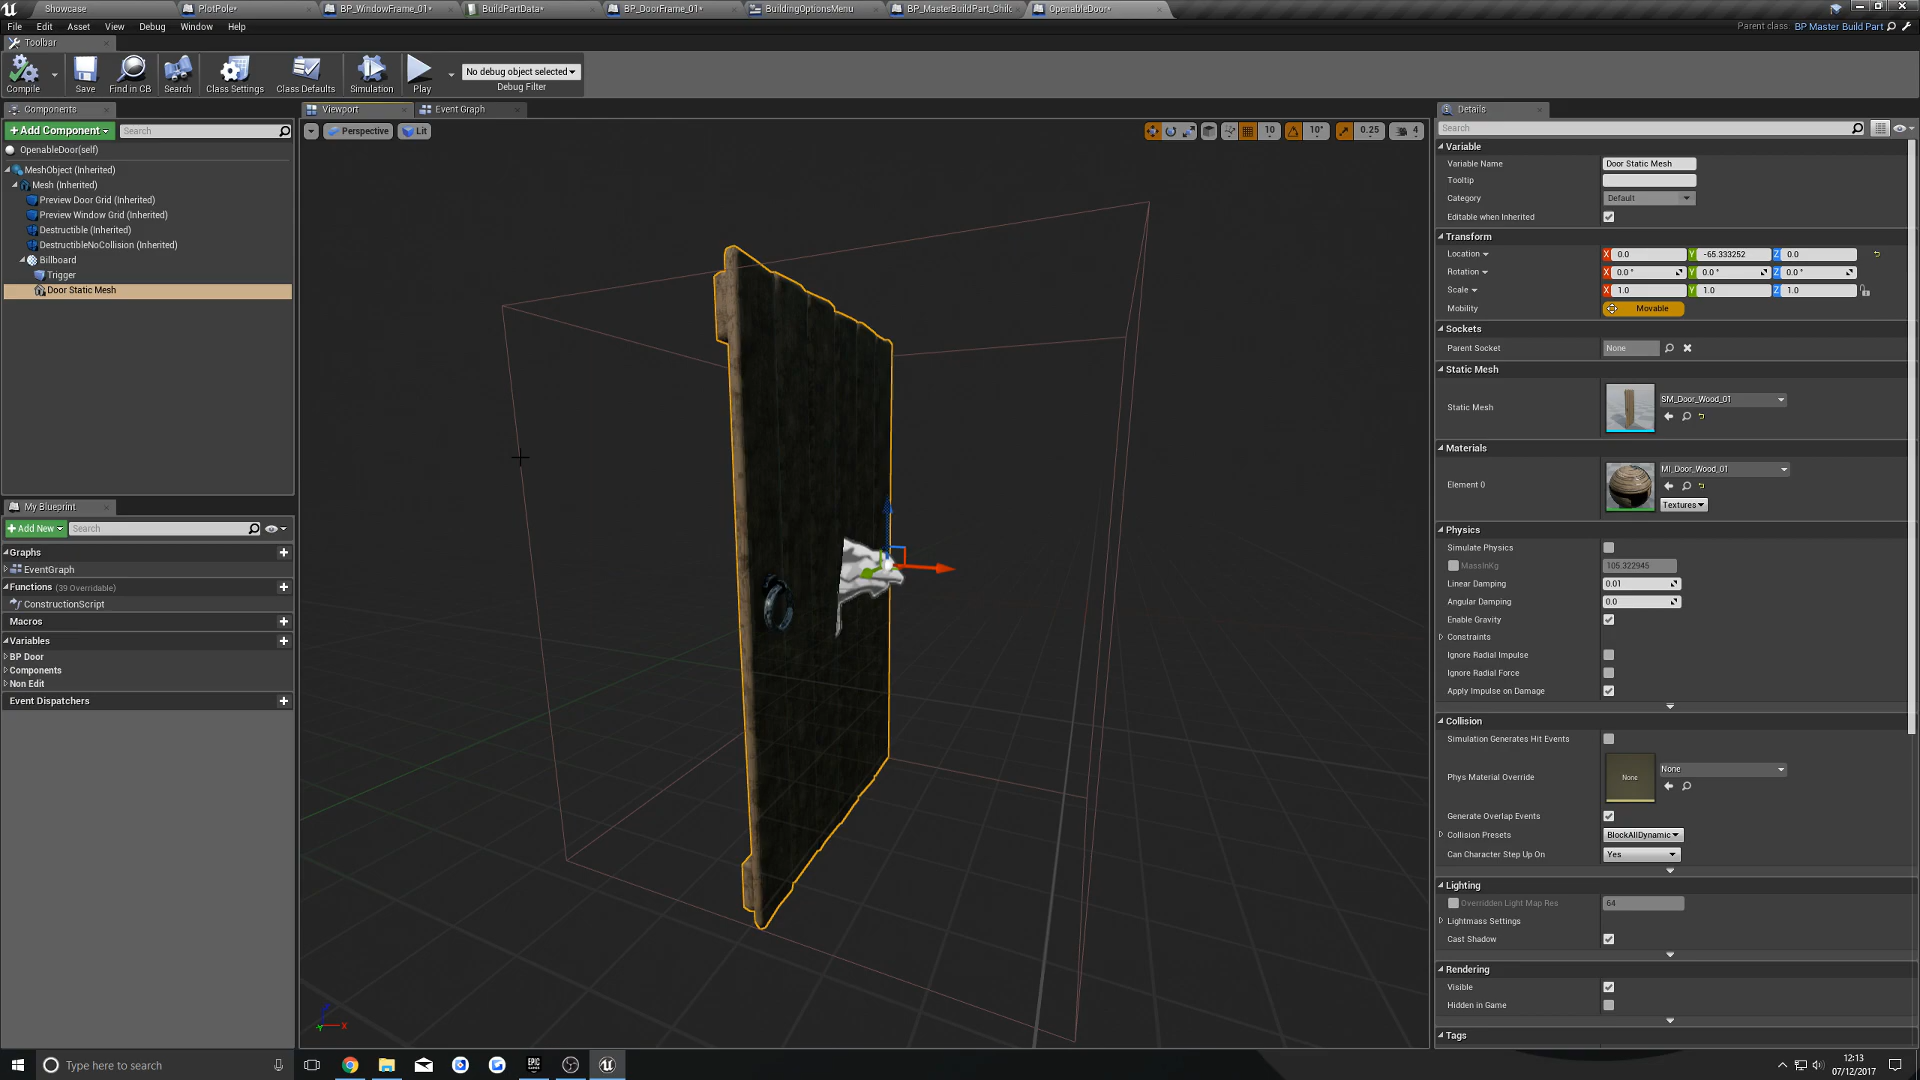 Showcase
PlotPole*
BP_WindowFrame_01*
BuildPartData*
BP_DoorFrame_01*
BuildingOptionsMenu
BP_MasterBuildPart_Child
OpenableDoor*
File Edit Asset View Debug Window Help
Parent class: BP Master Build Part
Toolbar
Compile
Save
Find in CB
Search
Class Settings
Class Defaults
Simulation
Play
No debug object selected
Debug Filter
Components
+Add Component
Search
OpenableDoor(self)
MeshObject (Inherited)
Mesh (Inherited)
Preview Door Grid (Inherited)
Preview Window Grid (Inherited)
Destructible (Inherited)
DestructibleNoCollision (Inherited)
Billboard
Trigger
Door Static Mesh
My Blueprint
+Add New
Search
Graphs
EventGraph
Functions (39 Overridable)
ConstructionScript
Macros
Variables
BP Door
Components
Non Edit
Event Dispatchers
Viewport
Event Graph
Perspective
Lit
10
10°
0.25
4
X
Details
Search
Variable
Variable Name Door Static Mesh
Tooltip
Category Default
Editable when Inherited
Transform
Location X 0.0 Y -65.333252 Z 0.0
Rotation X 0.0 ° Y 0.0 ° Z 0.0 °
Scale X 1.0 Y 1.0 Z 1.0
Mobility Movable
Sockets
Parent Socket None
Static Mesh
Static Mesh SM_Door_Wood_01
Materials
Element 0 MI_Door_Wood_01
Textures
Physics
Simulate Physics
MassInKg 105.322945
Linear Damping 0.01
Angular Damping 0.0
Enable Gravity
Constraints
Ignore Radial Impulse
Ignore Radial Force
Apply Impulse on Damage
Collision
Simulation Generates Hit Events
Phys Material Override None None
Generate Overlap Events
Collision Presets BlockAllDynamic
Can Character Step Up On Yes
Lighting
Overridden Light Map Res 64
Lightmass Settings
Cast Shadow
Rendering
Visible
Hidden in Game
Tags
Type here to search
EPIC GAMES
12:13
07/12/2017